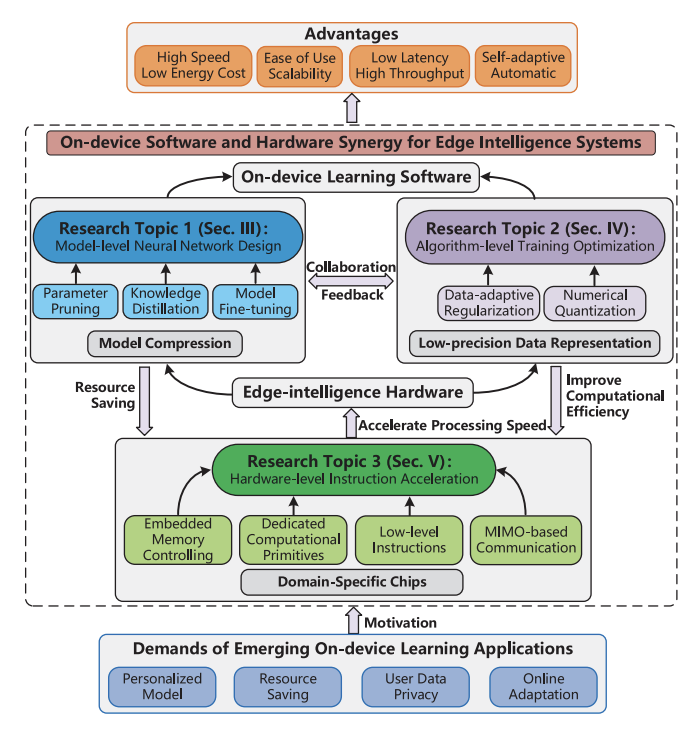 Advantages
High Speed
Low Energy Cost
Ease of Use
Scalability
Low Latency
High Throughput
Self-adaptive
Automatic
On-device Software and Hardware Synergy for Edge Intelligence Systems
On-device Learning Software
Research Topic 1 (Sec. III):
Model-level Neural Network Design
Parameter
Pruning
Knowledge
Distillation
Model
Fine-tuning
Model Compression
Collaboration
Feedback
Research Topic 2 (Sec. IV):
Algorithm-level Training Optimization
Data-adaptive
Regularization
Numerical
Quantization
Low-precision Data Representation
Resource
Saving
Edge-intelligence Hardware
Improve
Computational
Efficiency
Accelerate Processing Speed
Research Topic 3 (Sec. V):
Hardware-level Instruction Acceleration
Embedded
Memory
Controlling
Dedicated
Computational
Primitives
Low-level
Instructions
MIMO-based
Communication
Domain-Specific Chips
Motivation
Demands of Emerging On-device Learning Applications
Personalized
Model
Resource
Saving
User Data
Privacy
Online
Adaptation